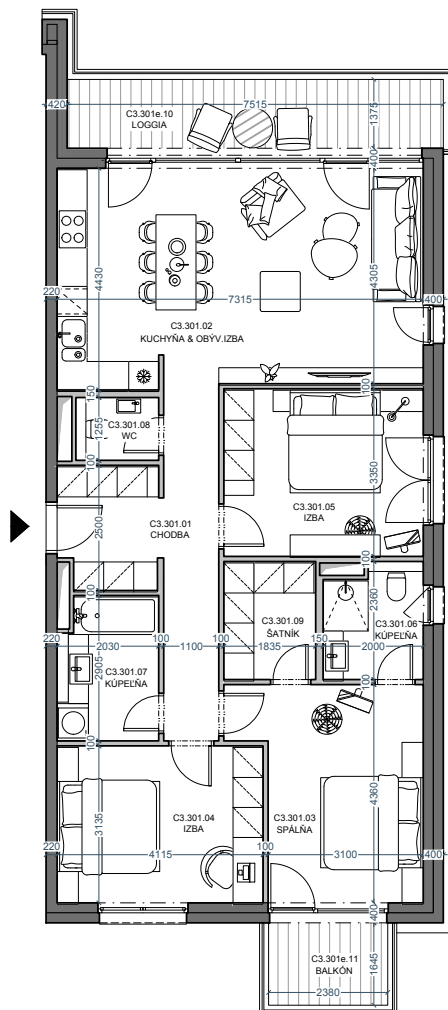 420
7515
C3.301e.10
LOGGIA
1375
400
4430
4305
220
7315
400
C3.301.02
KUCHYŇA & OBÝV.IZBA
150
100
1255
C3.301.08
WC
100
3350
C3.301.05
IZBA
2500
C3.301.01
CHODBA
100
100
2360
C3.301.09
ŠATNÍK
C3.301.06
KÚPEĽŇA
220
2030
100
1100
100
1835
150
2000
2905
C3.301.07
KÚPEĽŇA
100
100
4360
3135
C3.301.04
IZBA
C3.301.03
SPÁLŇA
220
4115
100
3100
400
400
C3.301e.11
BALKÓN
1645
2380